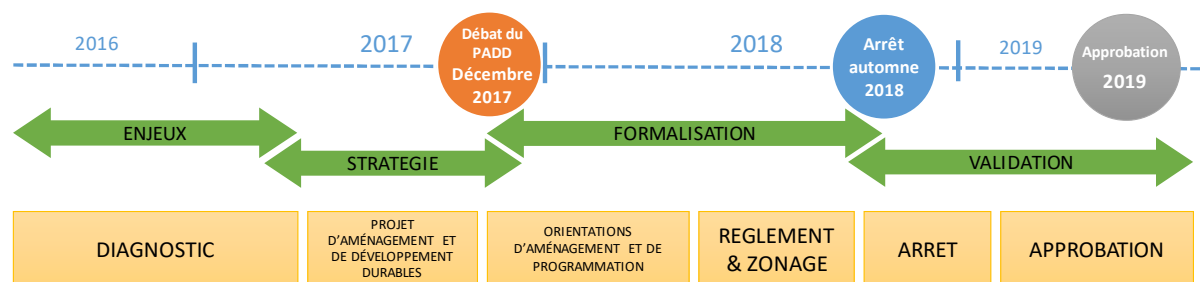 2016
2017
Débat du
PADD
Décembre
2017
2018
Arrêt
automne
2018
2019
Approbation
2019
ENJEUX
FORMALISATION
STRATEGIE
VALIDATION
DIAGNOSTIC
PROJET
D'AMÉNAGEMENT ET
DE DÉVELOPPEMENT
DURABLES
ORIENTATIONS
D'AMÉNAGEMENT ET DE
PROGRAMMATION
REGLEMENT
& ZONAGE
ARRET
APPROBATION